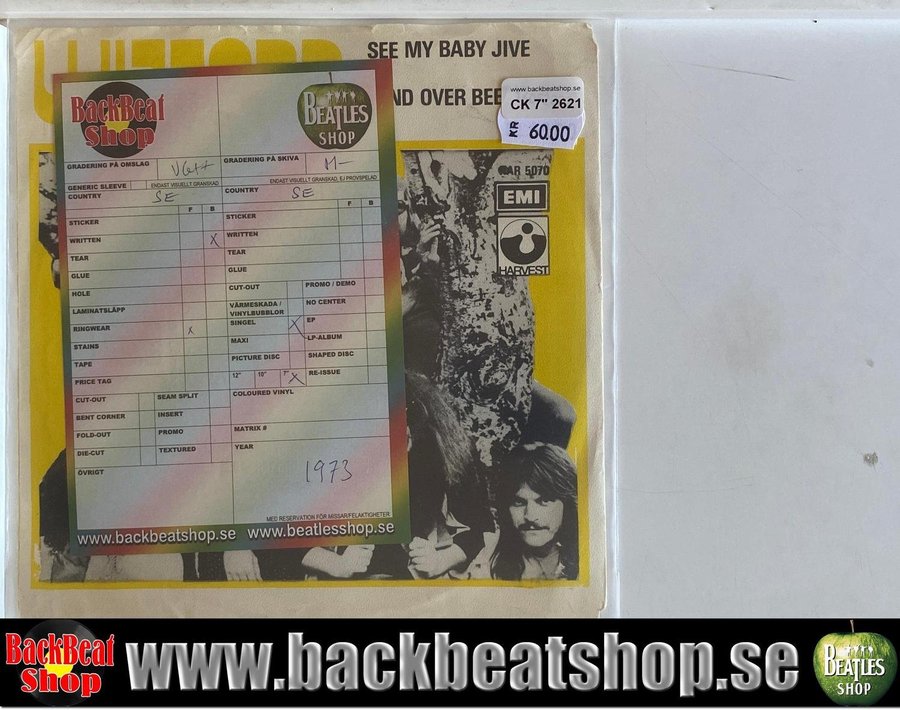 SEE MY BABY JIVE
ND OVER BEE
www.backbeatshop.se
CK 7" 2621
KR 6000
HAR 5070
EMI
HARVEST
BackBeat
Shop
BEATLES
SHOP
GRADERING PÅ OMSLAG VG++
GRADERING PÅ SKIVA M-
GENERIC SLEEVE
ENDAST VISUELLT GRANSKAD
ENDAST VISUELLT GRANSKAD, EJ PROVSPELAD
COUNTRY SE
COUNTRY SE
F B
F B
STICKER
STICKER
WRITTEN X
WRITTEN
TEAR
TEAR
GLUE
GLUE
HOLE
CUT-OUT
PROMO / DEMO
LAMINATSLÄPP
VÄRMESKADA /
VINYLBUBBLOR
NO CENTER
RINGWEAR X
SINGEL X
EP
STAINS
MAXI
LP-ALBUM
TAPE
PICTURE DISC
SHAPED DISC
PRICE TAG
12" 10" 7" X
RE-ISSUE
CUT-OUT
SEAM SPLIT
COLOURED VINYL
BENT CORNER
INSERT
FOLD-OUT
PROMO
MATRIX #
DIE-CUT
TEXTURED
YEAR
1973
ÖVRIGT
MED RESERVATION FÖR MISSAR/FELAKTIGHETER
www.backbeatshop.se www.beatlesshop.se
BackBeat
Shop
www.backbeatshop.se
BEATLES
SHOP